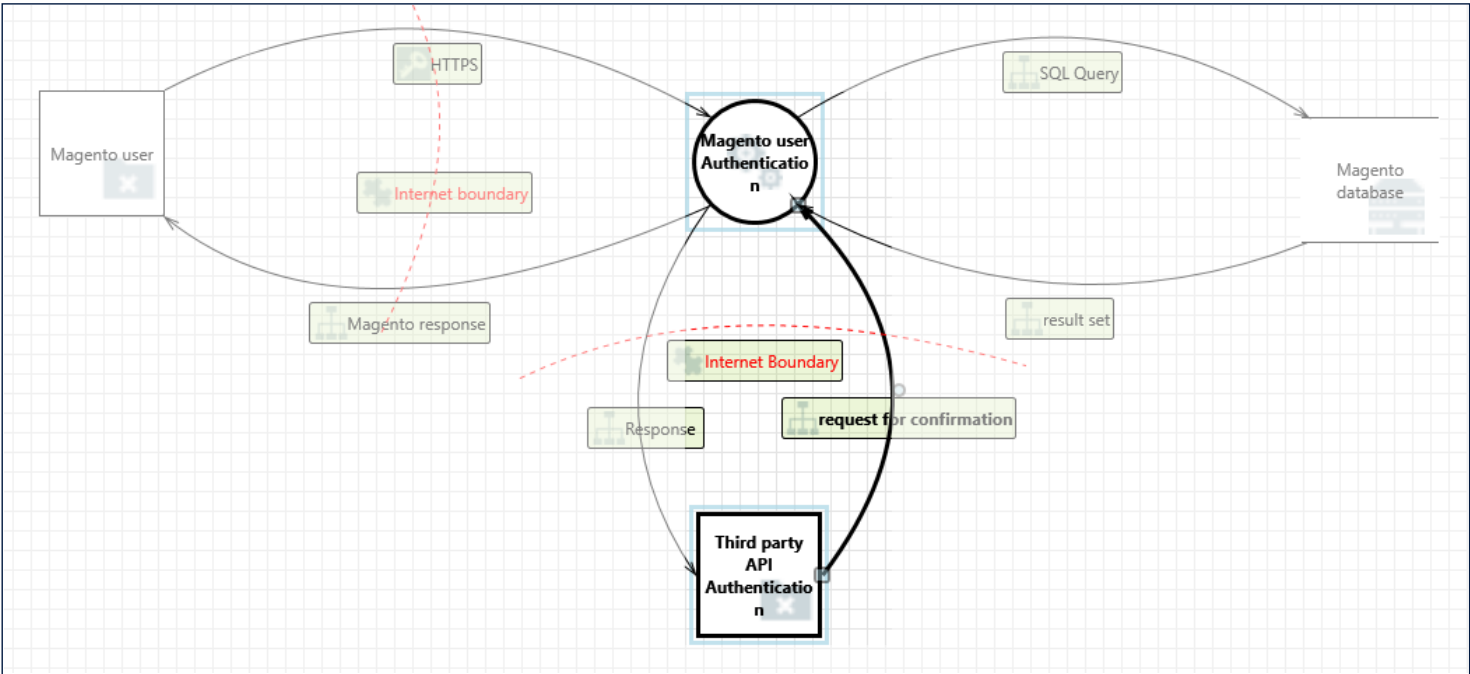 HTTPS
SQL Query
Magento user
Magento user
Authenticatio
n
Magento
database
Internet boundary
Magento response
result set
Internet Boundary
request for confirmation
Response
Third party
API
Authenticatio
n